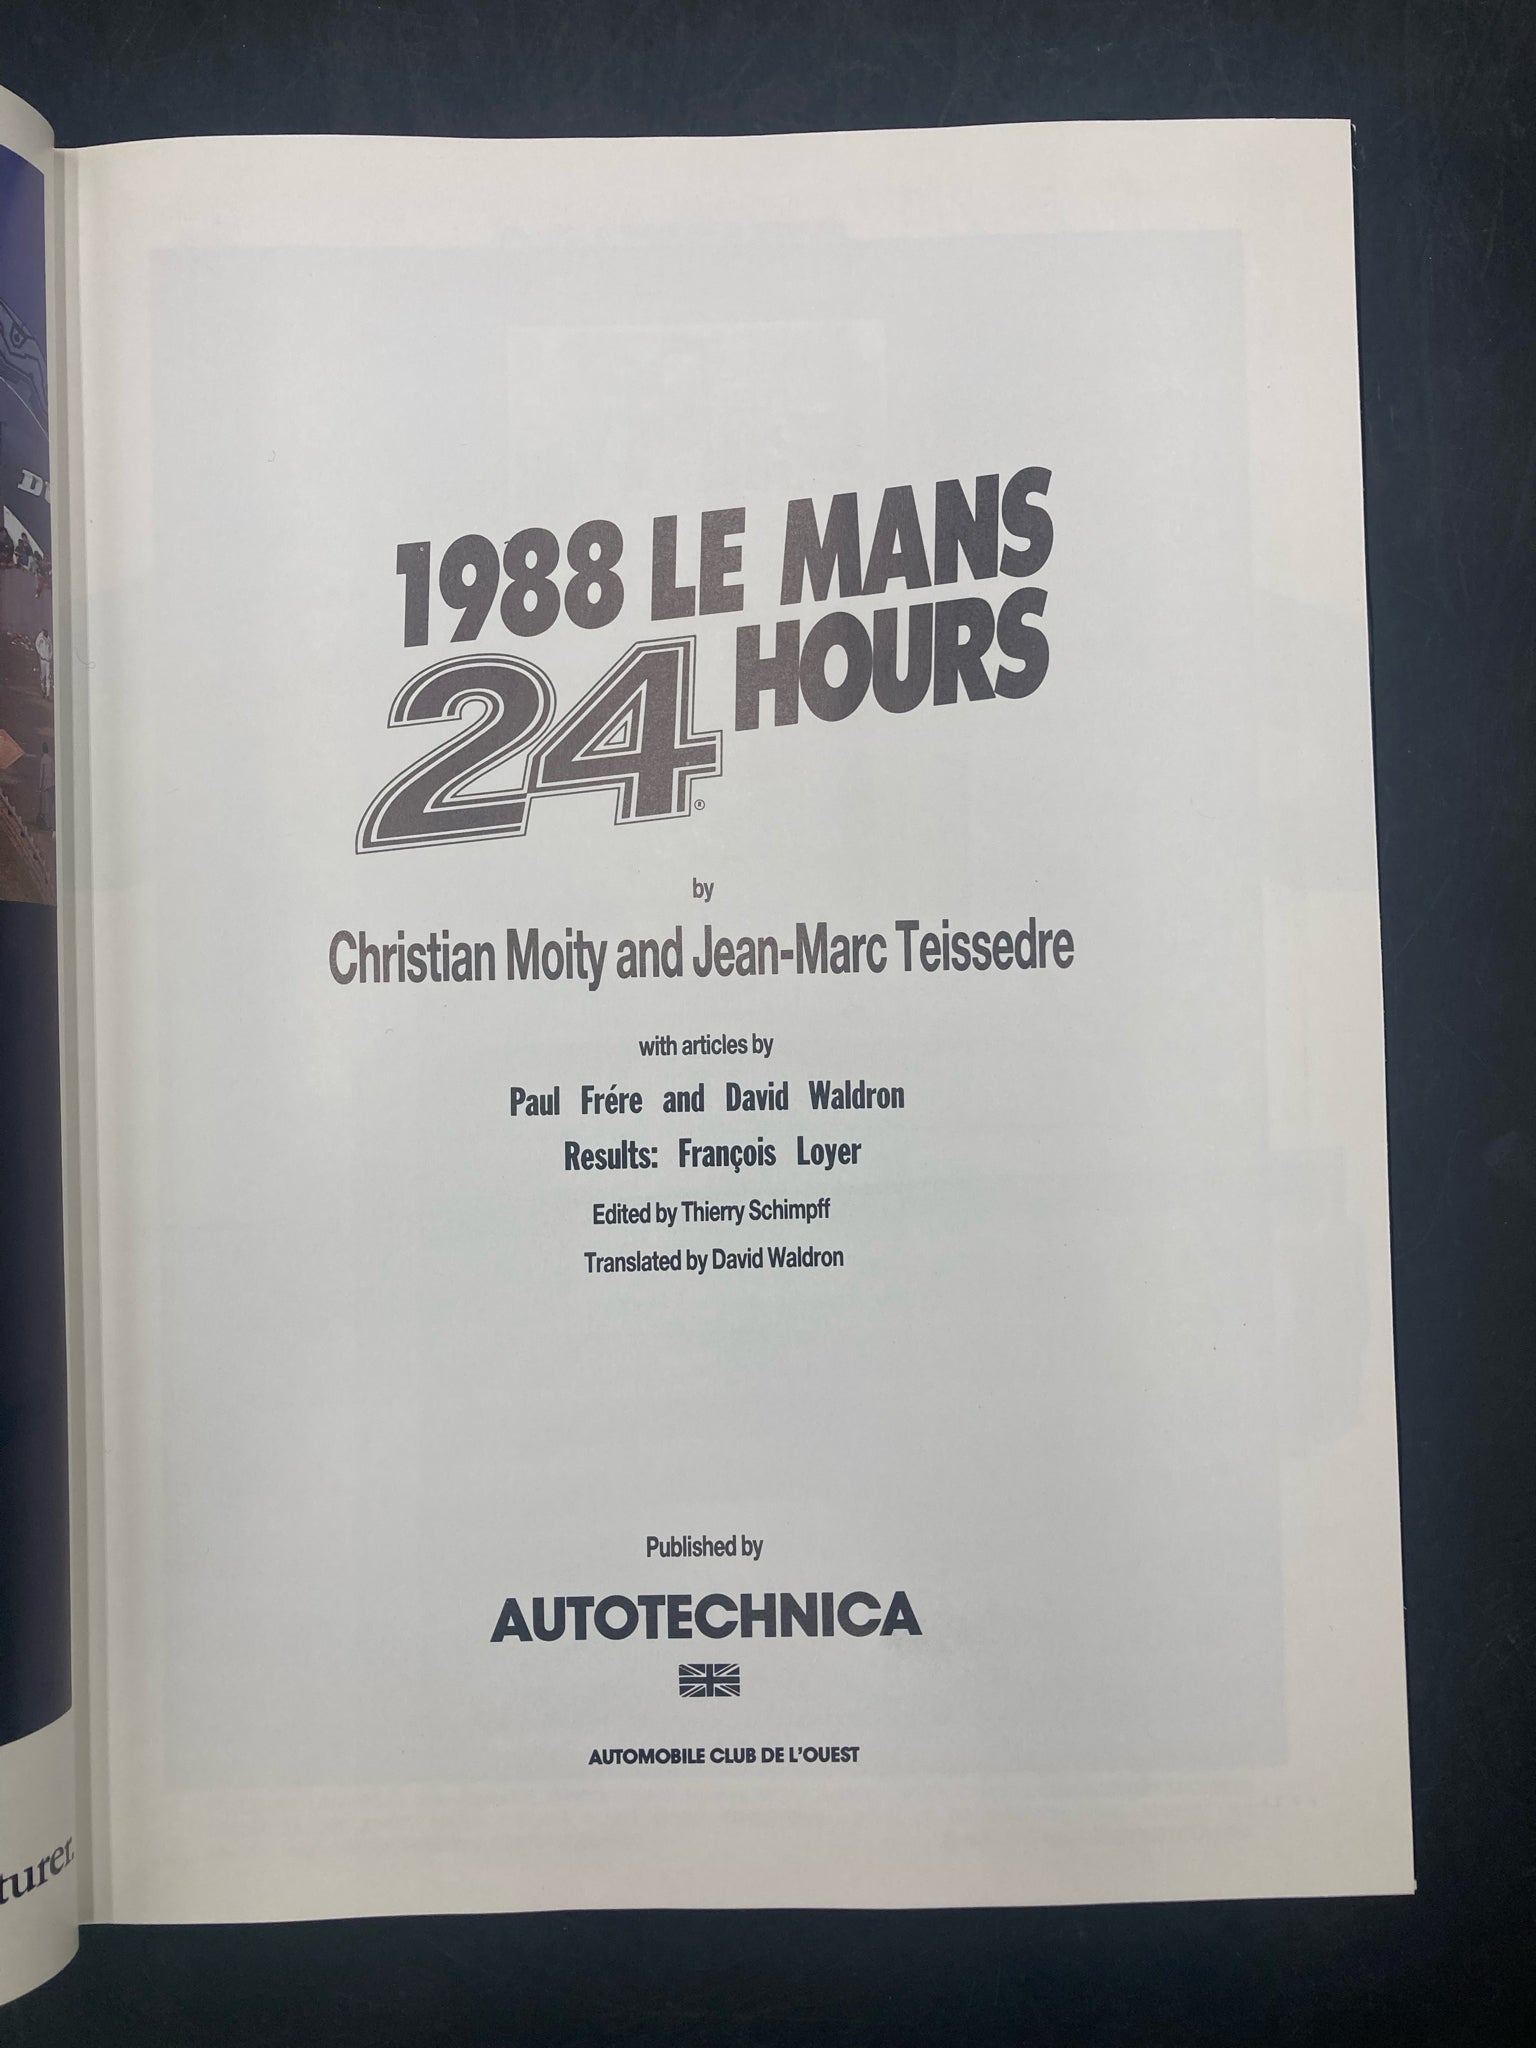 1988 LE MANS
24 HOURS
®
by
Christian Moity and Jean-Marc Teissedre
with articles by
Paul Frére and David Waldron
Results: François Loyer
Edited by Thierry Schimpff
Translated by David Waldron
Published by
AUTOTECHNICA
AUTOMOBILE CLUB DE L'OUEST